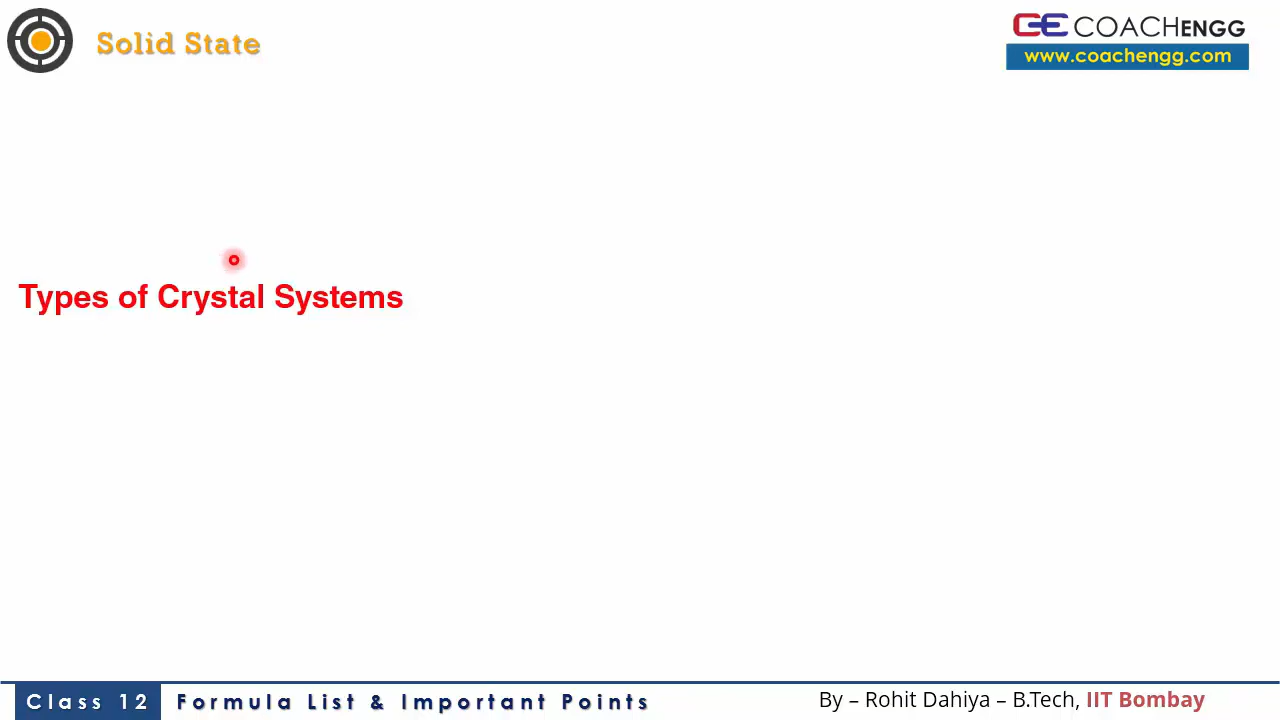 Solid State
CE COACHENGG
www.coachengg.com
Types of Crystal Systems
Class 12 Formula List & Important Points
By – Rohit Dahiya – B.Tech, IIT Bombay